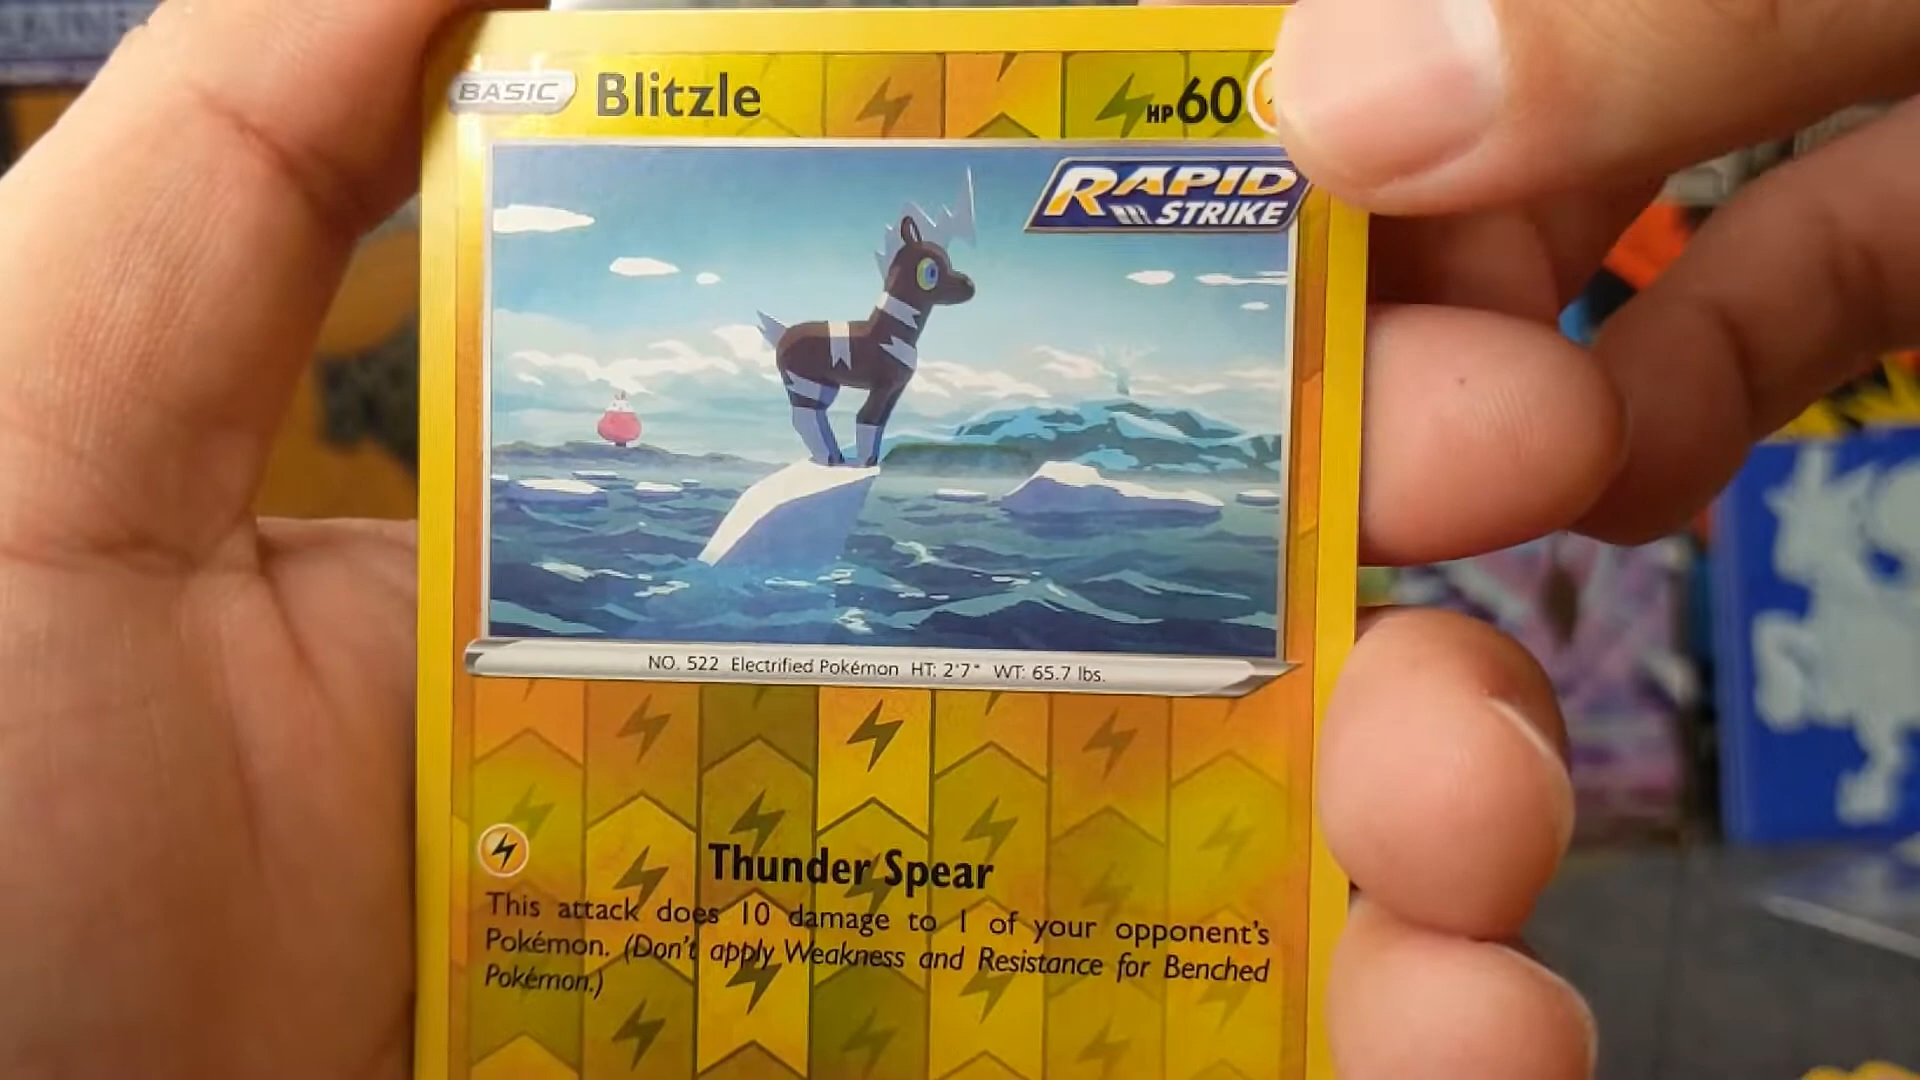 BASIC Blitzle HP 60
RAPID
STRIKE
NO. 522 Electrified Pokémon HT: 2'7" WT: 65.7 lbs.
Thunder Spear
This attack does 10 damage to 1 of your opponent's
Pokémon. (Don't apply Weakness and Resistance for Benched
Pokémon.)